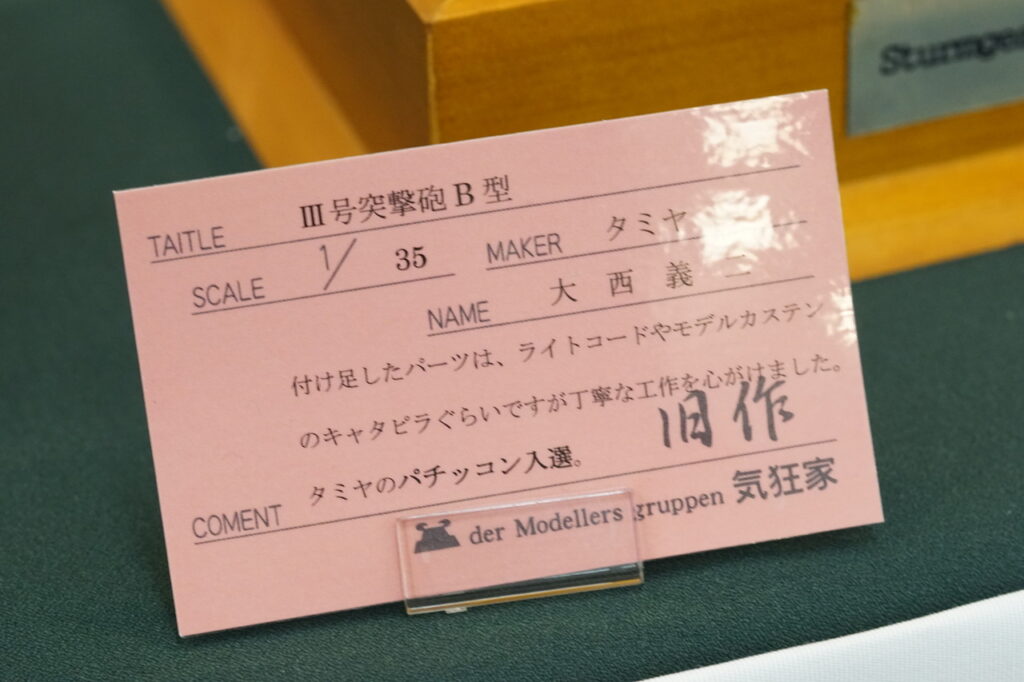 Sturmge
TAITLE III号突撃砲B型
SCALE 1/35 MAKER タミヤ
NAME 大西義二
付け足したパーツは、ライトコードやモデルカステン
のキャタピラぐらいですが丁寧な工作を心がけました。
旧作
COMENT タミヤのパチッコン入選。
der Modellers gruppen 気狂家